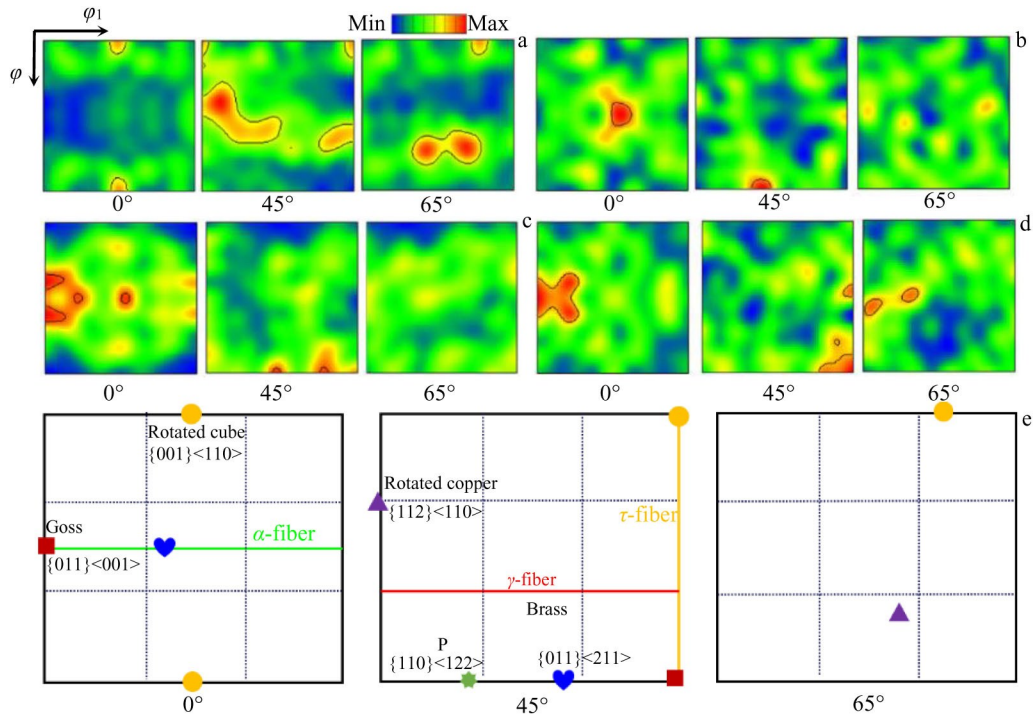 φ₁
φ
Min Max
a
b
0° 45° 65° 0° 45° 65°
c
d
0° 45° 65° 0° 45° 65°
e
Rotated cube
{001}<110>
Goss
{011}<001>
α-fiber
0°
Rotated copper
{112}<110>
τ-fiber
γ-fiber
Brass
P
{110}<122>
{011}<211>
45°
65°